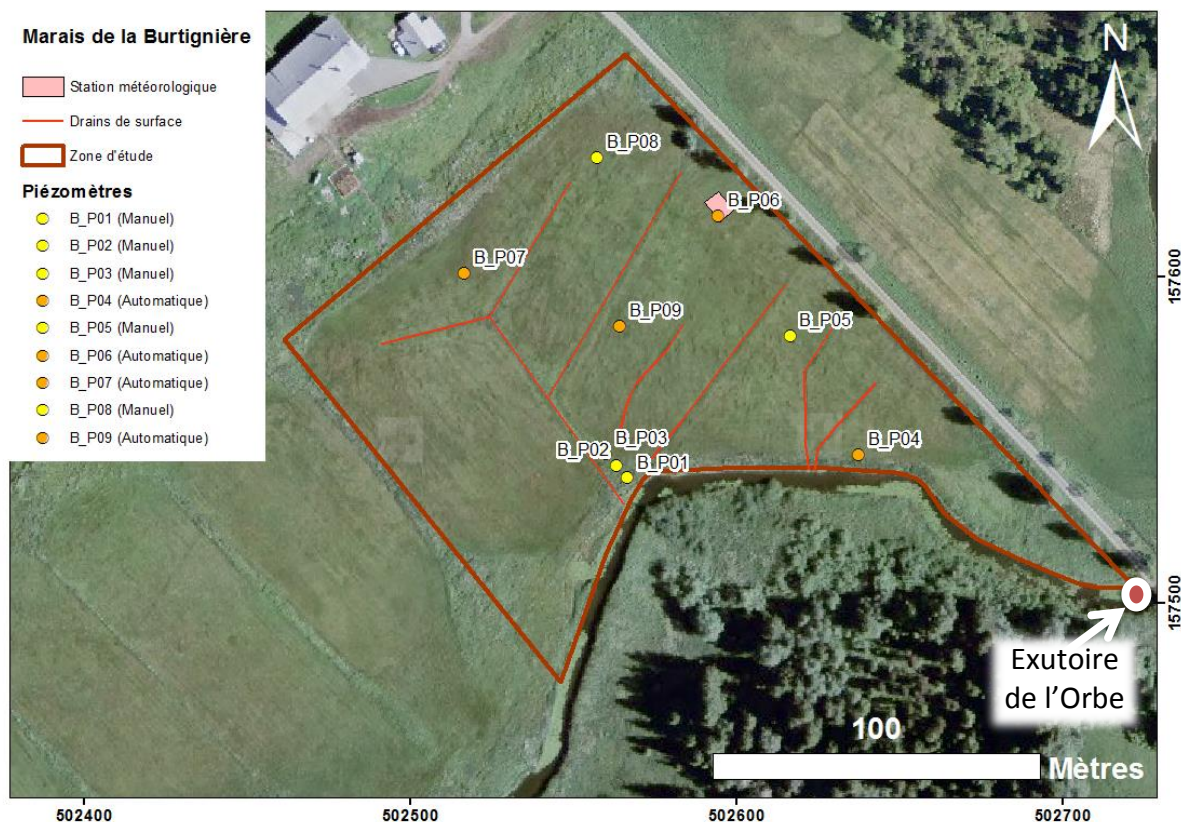 Marais de la Burtignière
Station météorologique
Drains de surface
Zone d'étude
Piézomètres
B_P01 (Manuel)
B_P02 (Manuel)
B_P03 (Manuel)
B_P04 (Automatique)
B_P05 (Manuel)
B_P06 (Automatique)
B_P07 (Automatique)
B_P08 (Manuel)
B_P09 (Automatique)
N
B_P08
B_P06
B_P07
B_P09
B_P05
B_P03
B_P02
B_P01
B_P04
157600
157500
Exutoire
de l'Orbe
100
Mètres
502400
502500
502600
502700